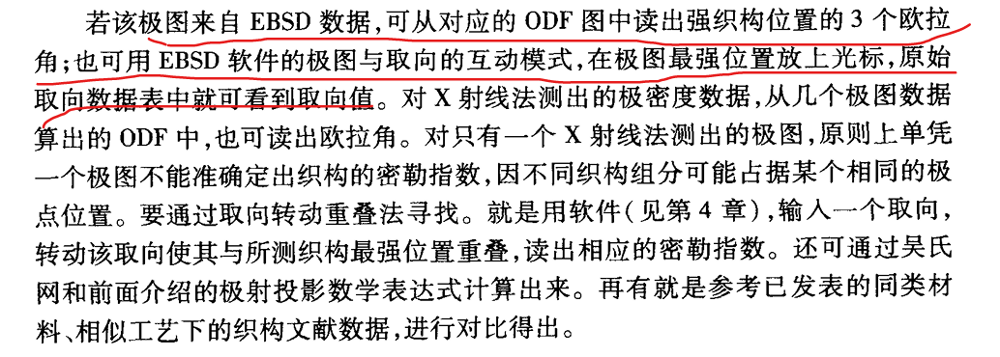 若该极图来自 EBSD 数据,可从对应的 ODF 图中读出强织构位置的 3 个欧拉
角;也可用 EBSD 软件的极图与取向的互动模式,在极图最强位置放上光标,原始
取向数据表中就可看到取向值。对 X 射线法测出的极密度数据,从几个极图数据
算出的 ODF 中,也可读出欧拉角。对只有一个 X 射线法测出的极图,原则上单凭
一个极图不能准确定出织构的密勒指数,因不同织构组分可能占据某个相同的极
点位置。要通过取向转动重叠法寻找。就是用软件(见第 4 章),输入一个取向,
转动该取向使其与所测织构最强位置重叠,读出相应的密勒指数。还可通过吴氏
网和前面介绍的极射投影数学表达式计算出来。再有就是参考已发表的同类材
料、相似工艺下的织构文献数据,进行对比得出。